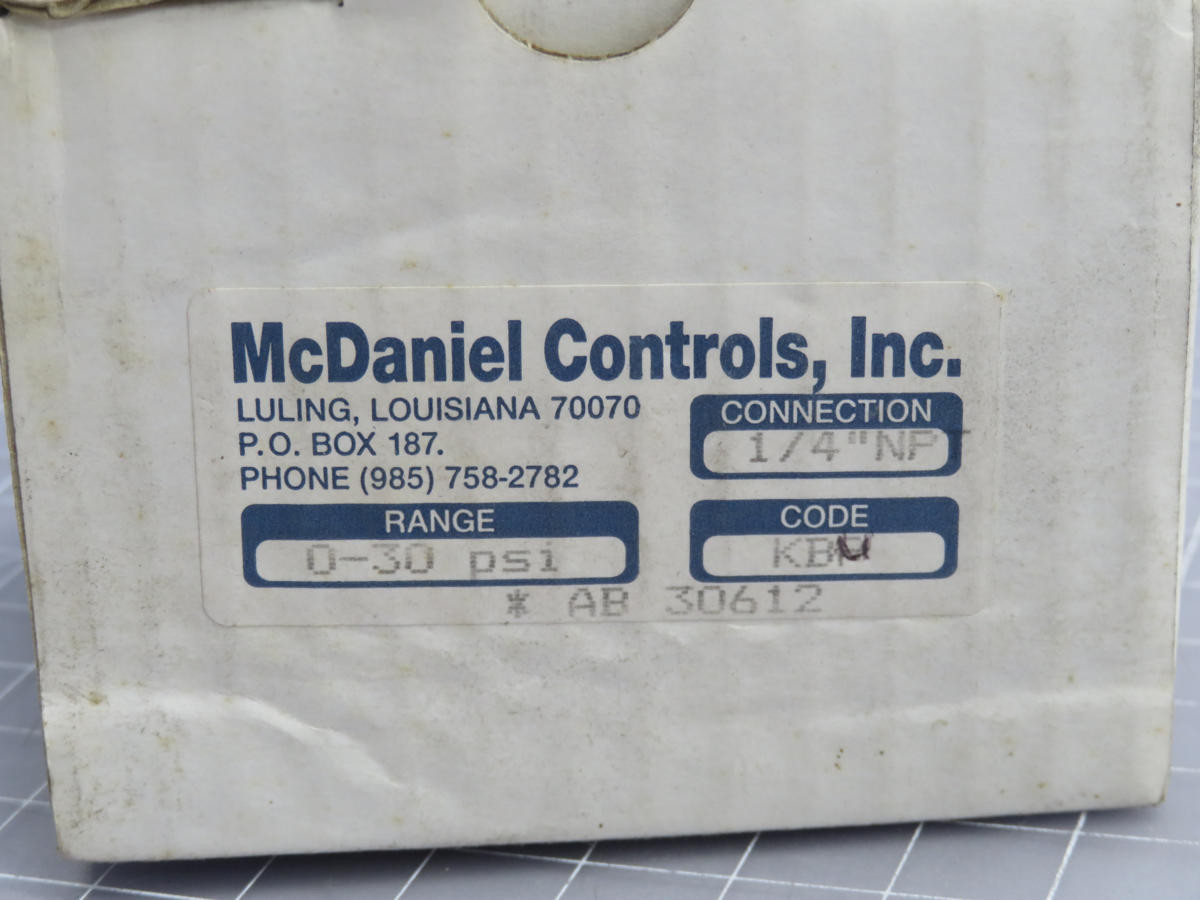 McDaniel Controls, Inc.
LULING, LOUISIANA 70070
P.O. BOX 187.
PHONE (985) 758-2782
CONNECTION
1/4"NPT
RANGE
0-30 psi
CODE
* AB 30612